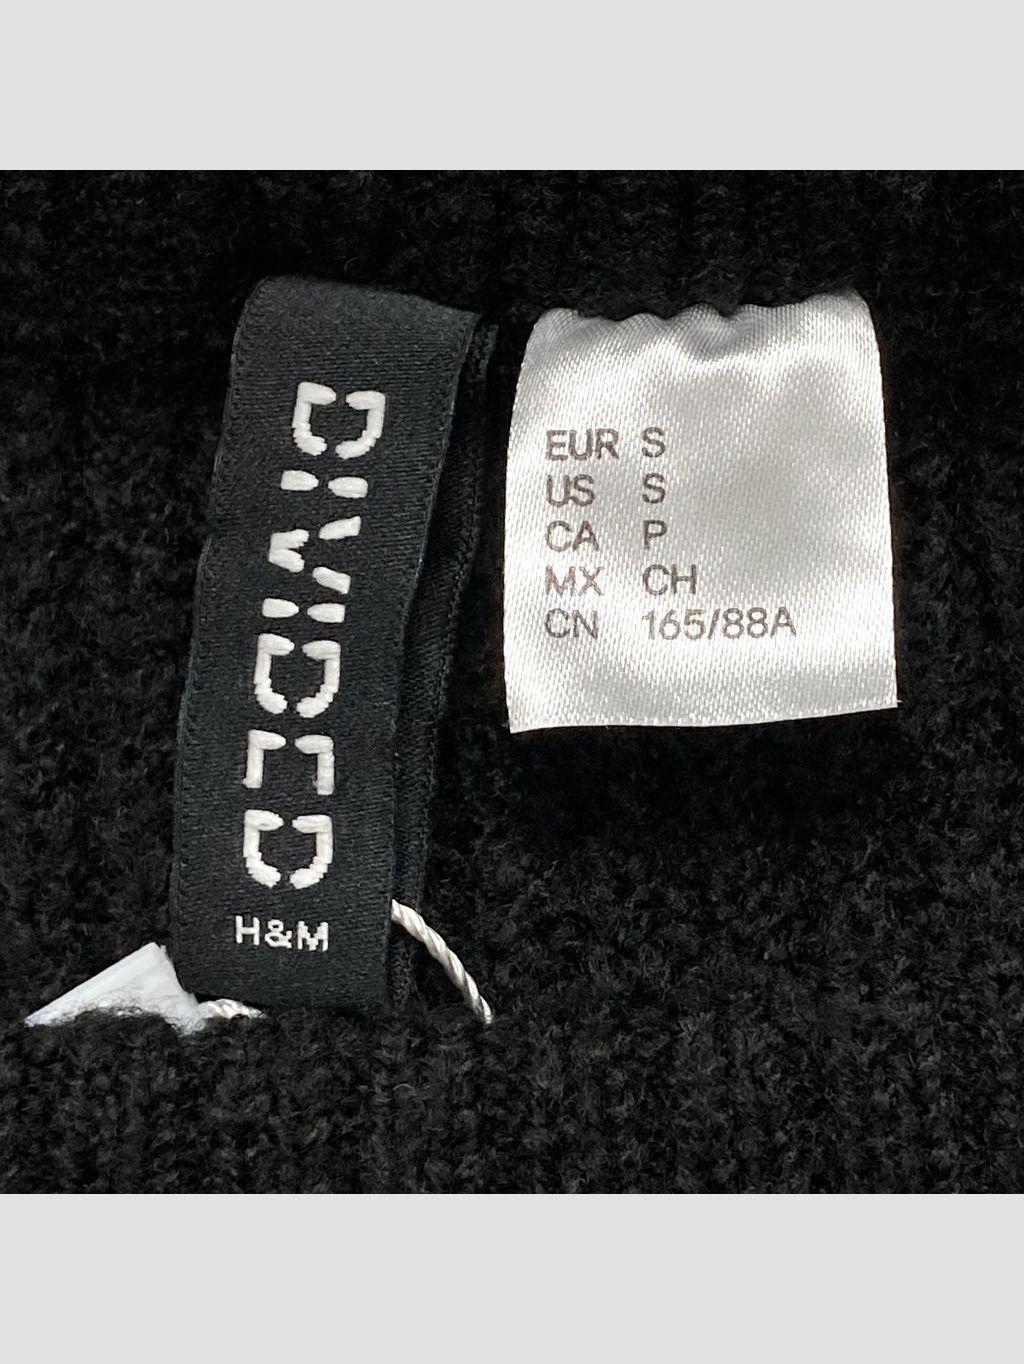 DIVIDED
H&M
EUR S
US S
CA P
MX CH
CN 165/88A